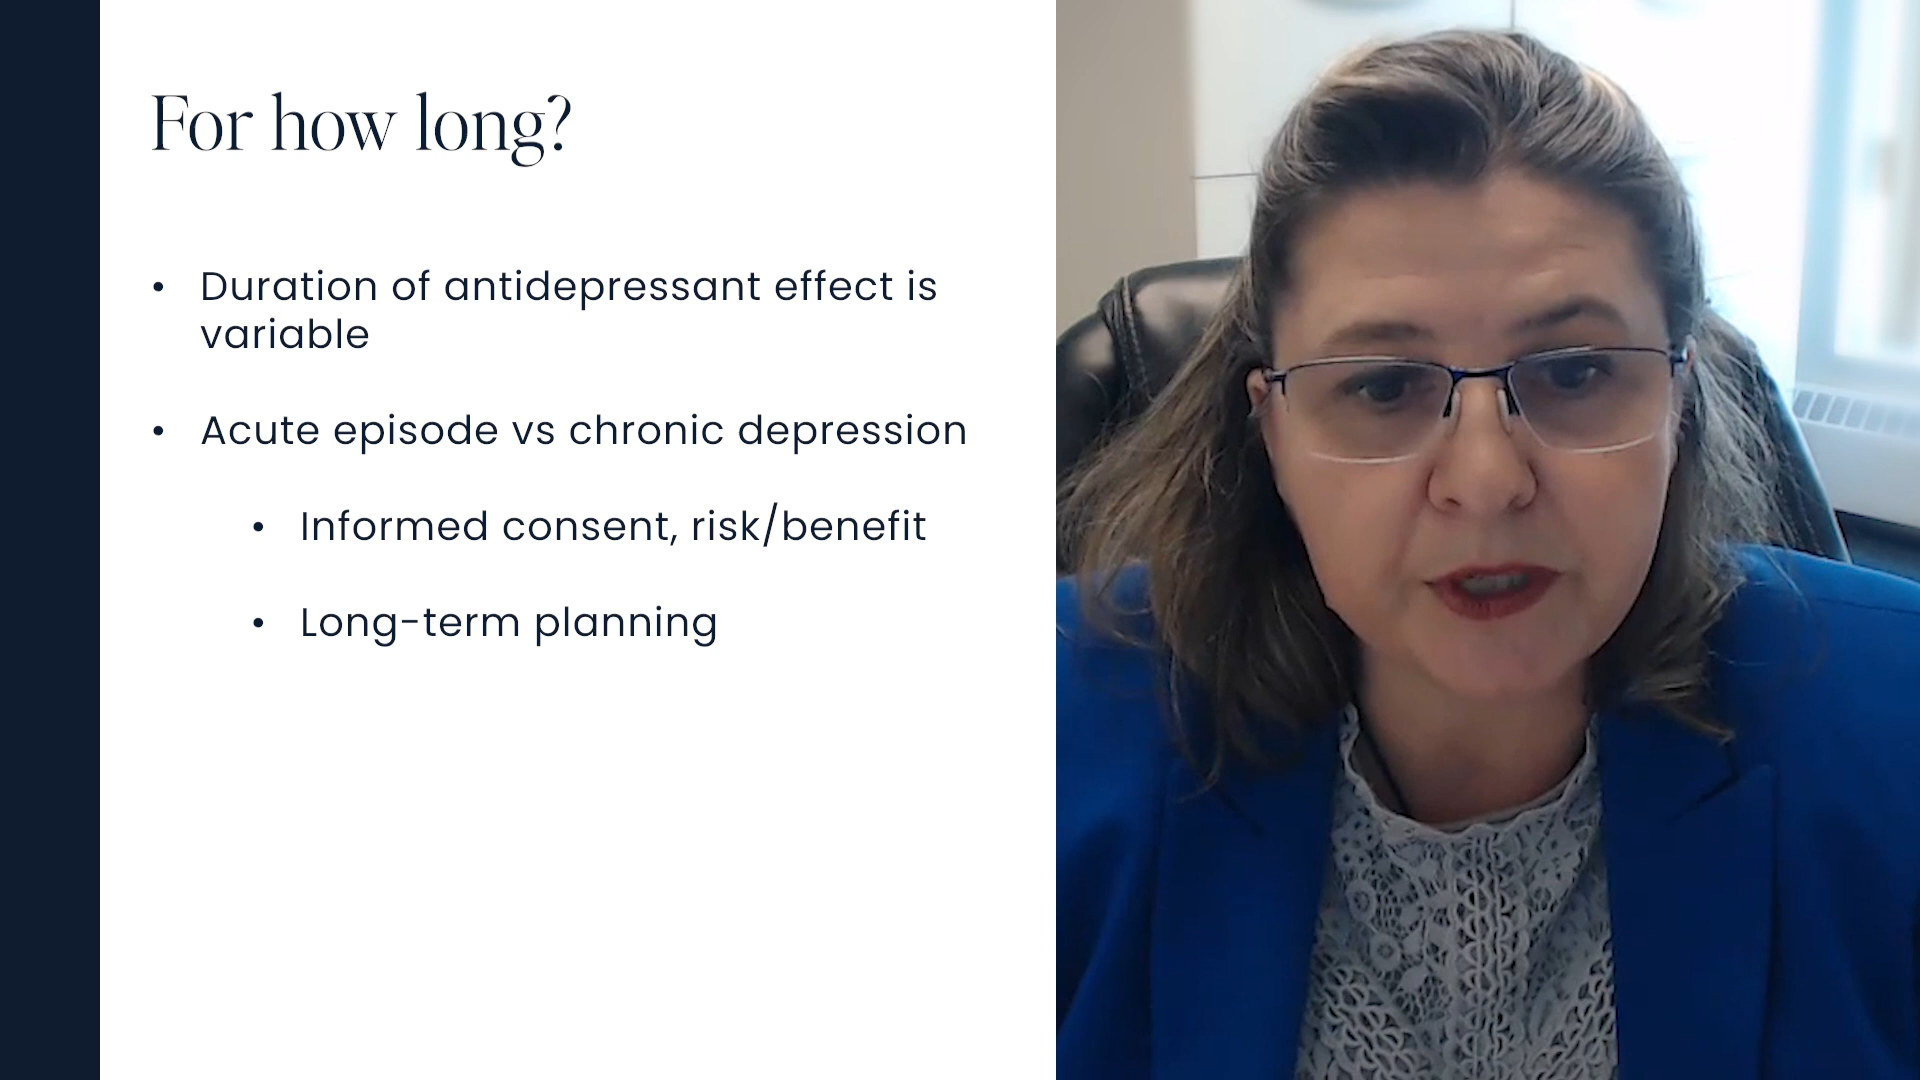 For how long?
• Duration of antidepressant effect is
variable
• Acute episode vs chronic depression
• Informed consent, risk/benefit
• Long-term planning